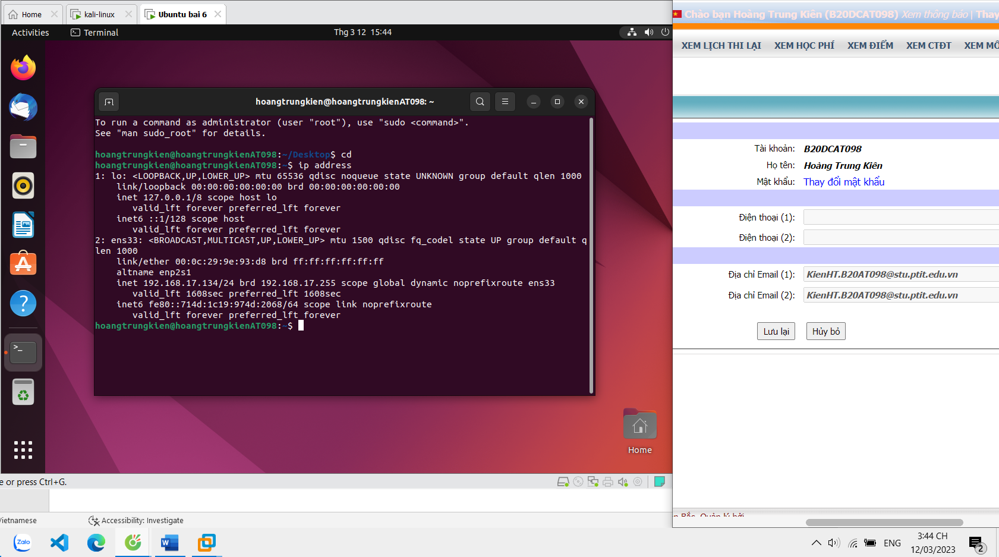 Home
kali-linux
Ubuntu bai 6
Activities
Terminal
Thg 3 12 15:44
hoangtrungkien@hoangtrungkienAT098: ~
To run a command as administrator (user "root"), use "sudo <command>".
See "man sudo_root" for details.
hoangtrungkien@hoangtrungkienAT098:~/Desktop$ cd
hoangtrungkien@hoangtrungkienAT098:~$ ip address
1: lo: <LOOPBACK,UP,LOWER_UP> mtu 65536 qdisc noqueue state UNKNOWN group default qlen 1000
link/loopback 00:00:00:00:00:00 brd 00:00:00:00:00:00
inet 127.0.0.1/8 scope host lo
valid_lft forever preferred_lft forever
inet6 ::1/128 scope host
valid_lft forever preferred_lft forever
2: ens33: <BROADCAST,MULTICAST,UP,LOWER_UP> mtu 1500 qdisc fq_codel state UP group default q
len 1000
link/ether 00:0c:29:9e:93:d8 brd ff:ff:ff:ff:ff:ff
altname enp2s1
inet 192.168.17.134/24 brd 192.168.17.255 scope global dynamic noprefixroute ens33
valid_lft 1608sec preferred_lft 1608sec
inet6 fe80::714d:1c19:974d:2068/64 scope link noprefixroute
valid_lft forever preferred_lft forever
hoangtrungkien@hoangtrungkienAT098:~$
Home
e or press Ctrl+G.
Chào bạn Hoàng Trung Kiên (B20DCAT098) Xem thông báo | Thay
XEM LỊCH THI LẠI XEM HỌC PHÍ XEM ĐIỂM XEM CTĐT XEM MÔ
Tài khoản: B20DCAT098
Họ tên: Hoàng Trung Kiên
Mật khẩu: Thay đổi mật khẩu
Điện thoại (1):
Điện thoại (2):
Địa chỉ Email (1): KienHT.B20AT098@stu.ptit.edu.vn
Địa chỉ Email (2): KienHT.B20AT098@stu.ptit.edu.vn
Lưu lại Hủy bỏ
Bắc. Quản lý bởi
Vietnamese
Accessibility: Investigate
Zalo
ENG
3:44 CH
12/03/2023
2